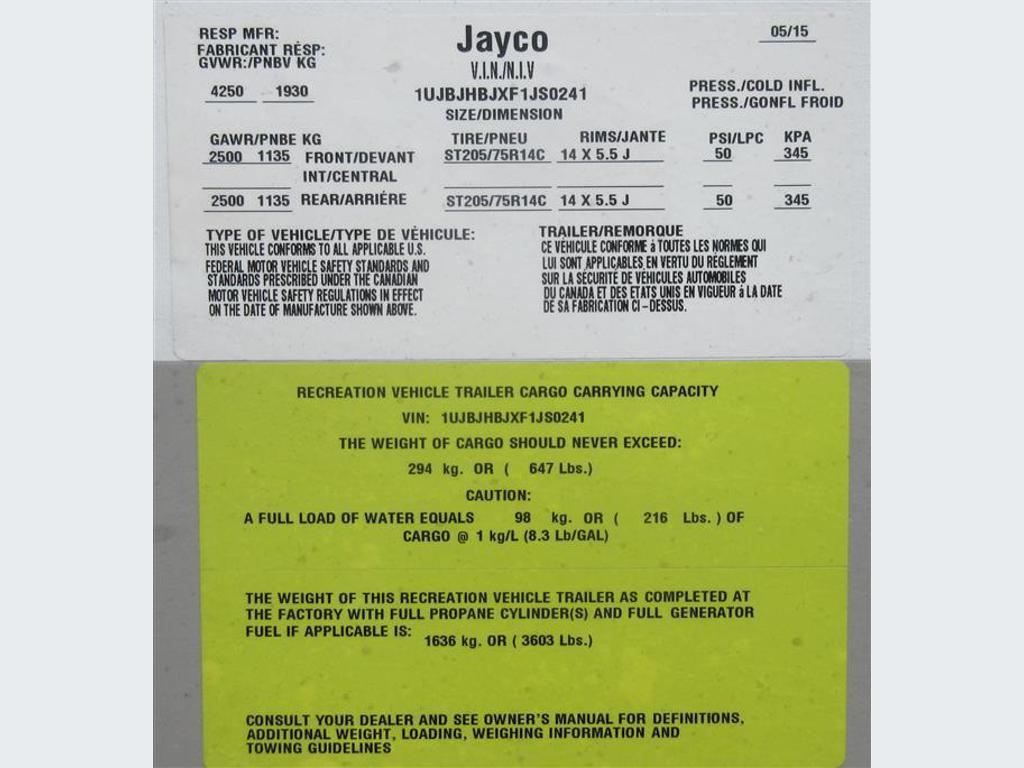 RESP MFR:
FABRICANT RÉSP:
GVWR:/PNBV KG
Jayco
05/15
V.I.N./N.I.V
4250 1930
1UJBJHBJXF1JS0241
PRESS./COLD INFL.
PRESS./GONFL FROID
SIZE/DIMENSION
GAWR/PNBE KG TIRE/PNEU RIMS/JANTE PSI/LPC KPA
2500 1135 FRONT/DEVANT ST205/75R14C 14 X 5.5 J 50 345
INT/CENTRAL
2500 1135 REAR/ARRIÉRE ST205/75R14C 14 X 5.5 J 50 345
TYPE OF VEHICLE/TYPE DE VÉHICULE:
THIS VEHICLE CONFORMS TO ALL APPLICABLE U.S.
FEDERAL MOTOR VEHICLE SAFETY STANDARDS AND
STANDARDS PRESCRIBED UNDER THE CANADIAN
MOTOR VEHICLE SAFETY REGULATIONS IN EFFECT
ON THE DATE OF MANUFACTURE SHOWN ABOVE.
TRAILER/REMORQUE
CE VÉHICULE CONFORME à TOUTES LES NORMES QUI
LUI SONT APPLICABLES EN VERTU DU RÈGLEMENT
SUR LA SÉCURITÉ DE VÉHICULES AUTOMOBILES
DU CANADA ET DES ETATS UNIS EN VIGUEUR à LA DATE
DE SA FABRICATION CI-DESSUS.
RECREATION VEHICLE TRAILER CARGO CARRYING CAPACITY
VIN: 1UJBJHBJXF1JS0241
THE WEIGHT OF CARGO SHOULD NEVER EXCEED:
294 kg. OR ( 647 Lbs.)
CAUTION:
A FULL LOAD OF WATER EQUALS 98 kg. OR ( 216 Lbs. ) OF
CARGO @ 1 kg/L (8.3 Lb/GAL)
THE WEIGHT OF THIS RECREATION VEHICLE TRAILER AS COMPLETED AT
THE FACTORY WITH FULL PROPANE CYLINDER(S) AND FULL GENERATOR
FUEL IF APPLICABLE IS: 1636 kg. OR ( 3603 Lbs.)
CONSULT YOUR DEALER AND SEE OWNER'S MANUAL FOR DEFINITIONS,
ADDITIONAL WEIGHT, LOADING, WEIGHING INFORMATION AND
TOWING GUIDELINES